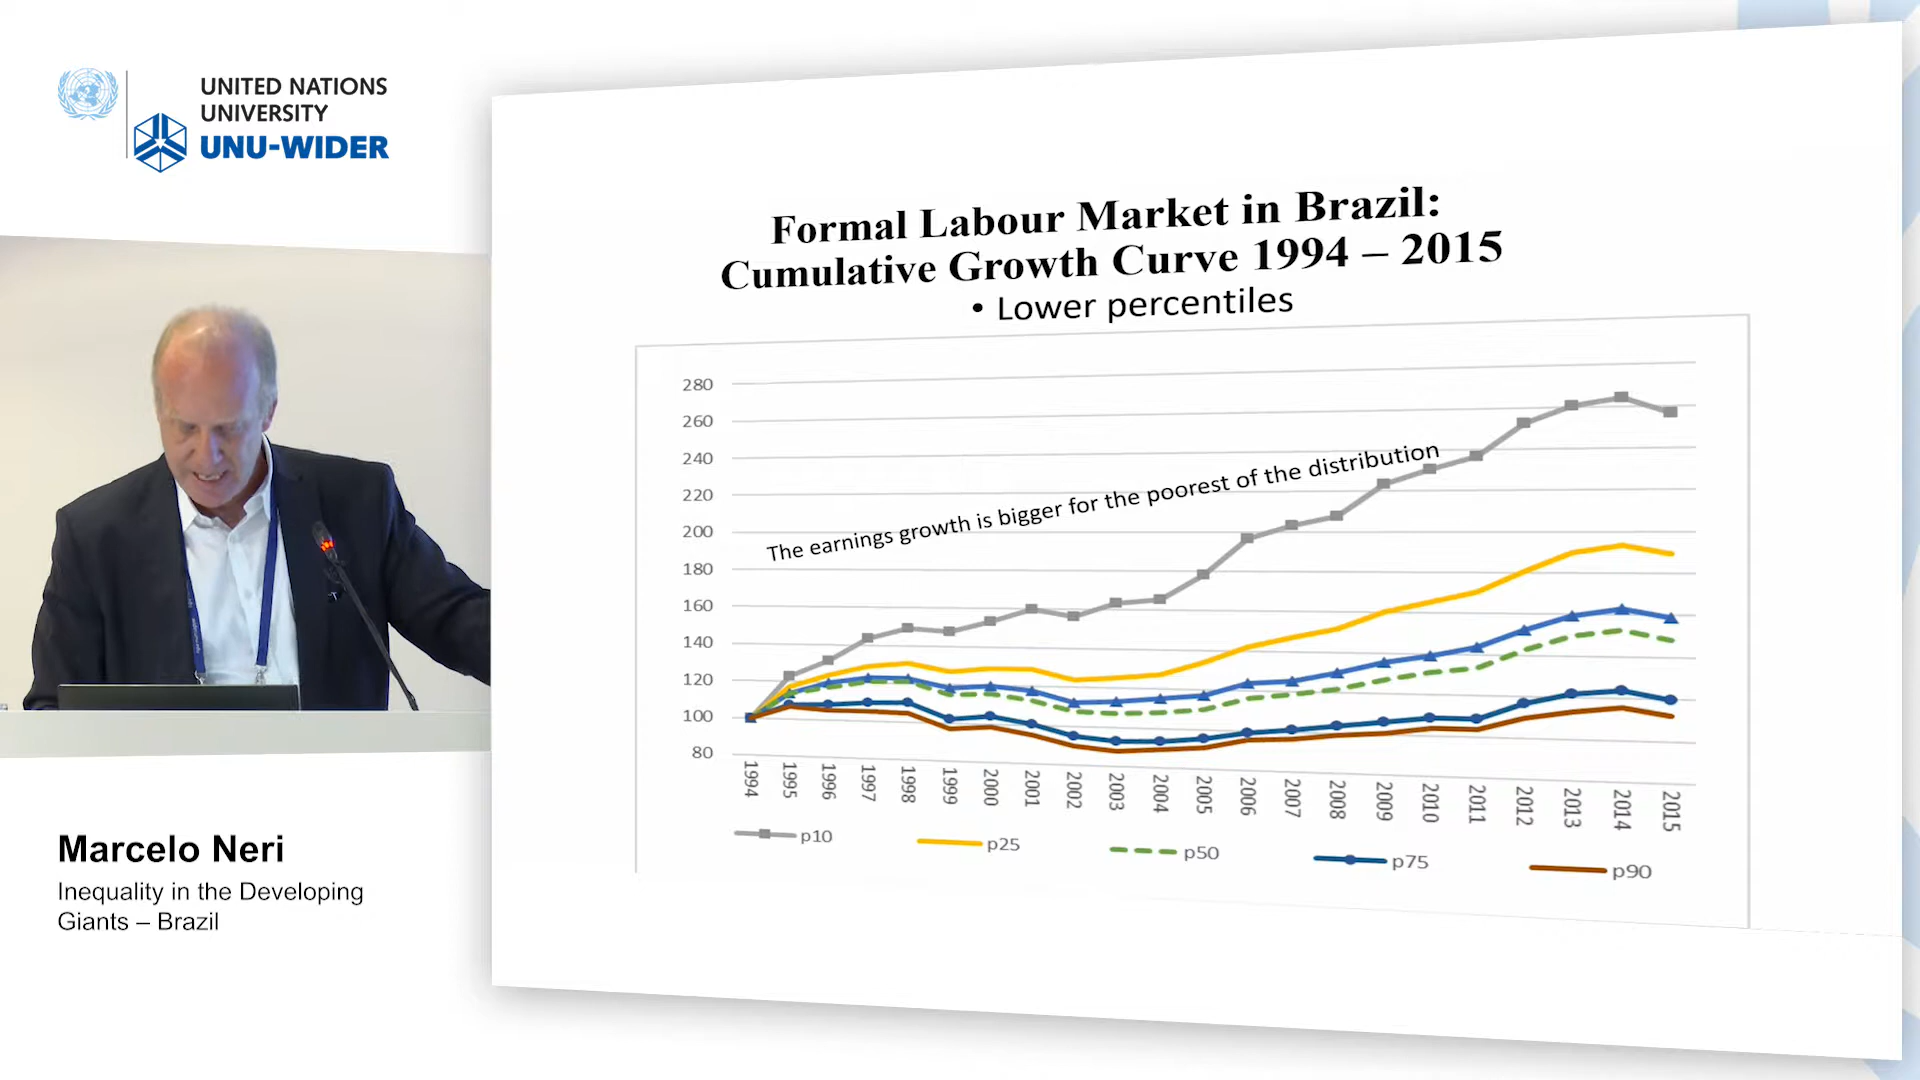 UNITED NATIONS
UNIVERSITY
UNU-WIDER
Formal Labour Market in Brazil:
Cumulative Growth Curve 1994 – 2015
• Lower percentiles
280
260
240
220
200
180
160
140
120
100
80
The earnings growth is bigger for the poorest of the distribution
1994
1995
1996
1997
1998
1999
2000
2001
2002
2003
2004
2005
2006
2007
2008
2009
2010
2011
2012
2013
2014
2015
p10
p25
p50
p75
p90
Marcelo Neri
Inequality in the Developing
Giants – Brazil